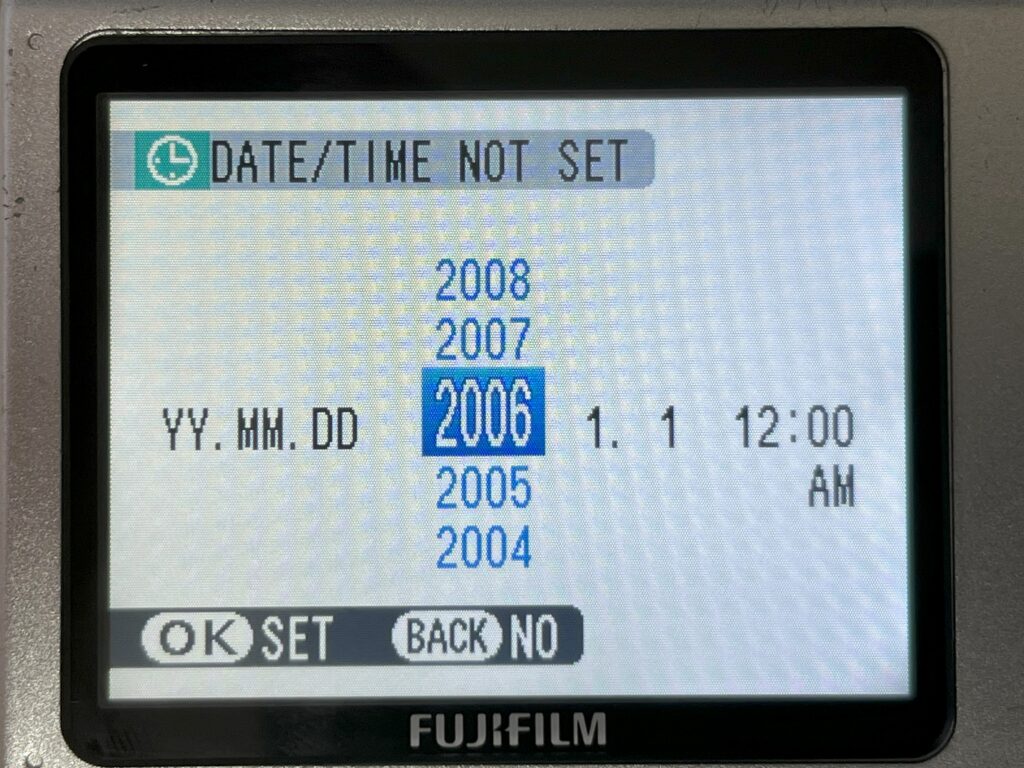 DATE/TIME NOT SET
2008
2007
YY.MM.DD 2006 1. 1 12:00
2005 AM
2004
OK SET BACK NO
FUJIFILM